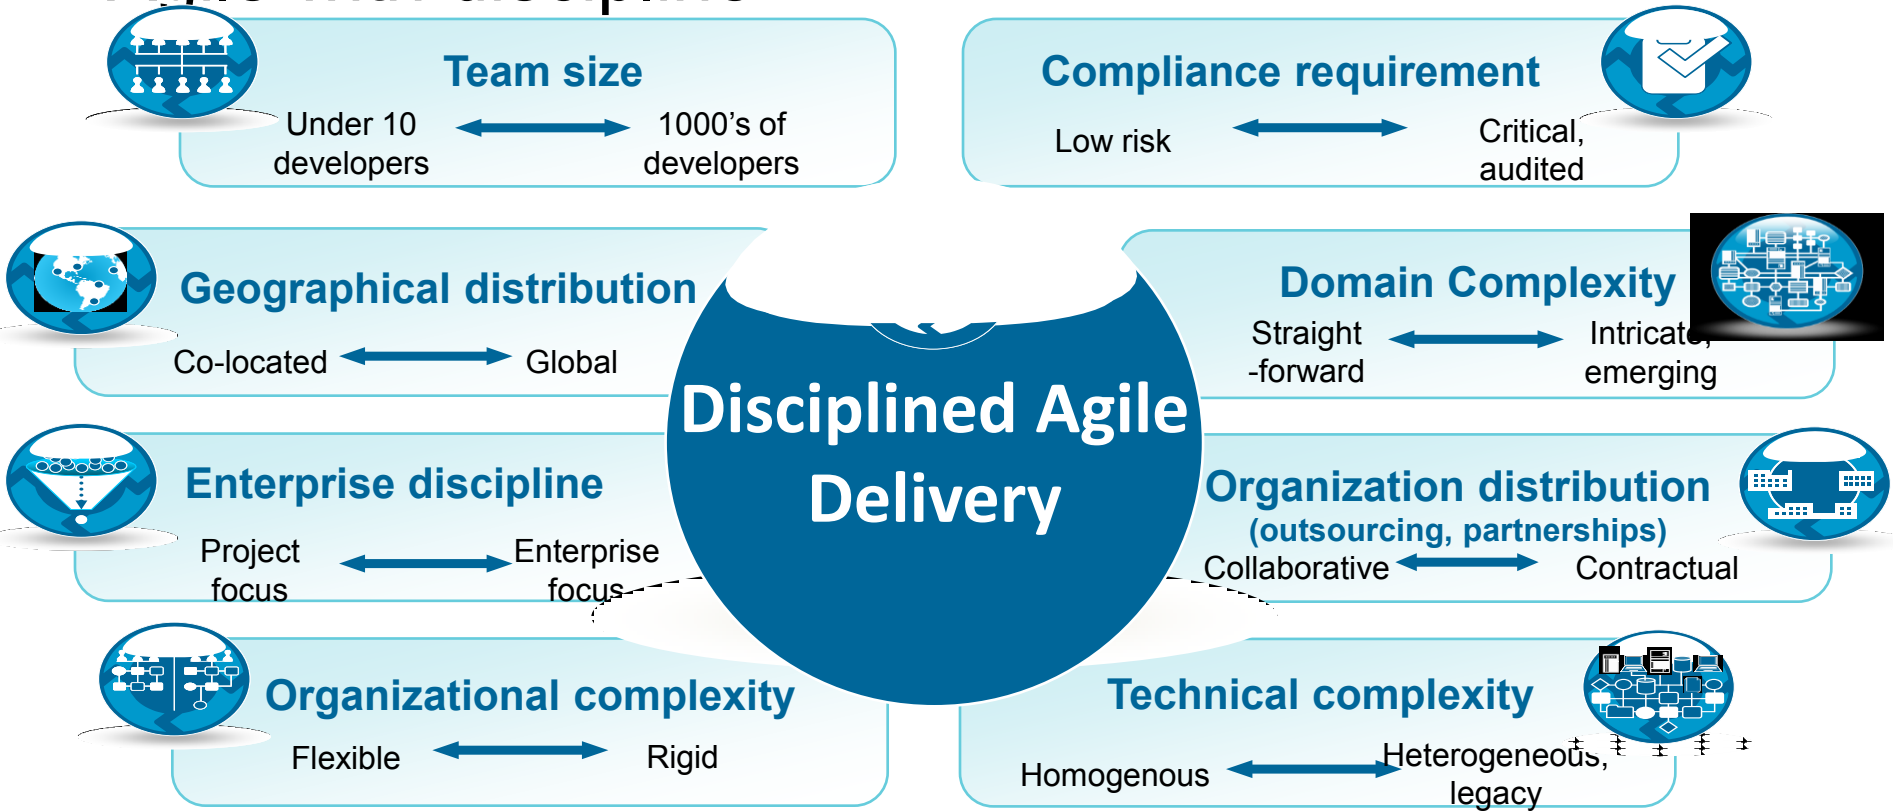 Team size
Under 10
developers
1000's of
developers
Compliance requirement
Low risk
Critical,
audited
Geographical distribution
Co-located
Global
Domain Complexity
Straight
-forward
Intricate,
emerging
Disciplined Agile
Delivery
Enterprise discipline
Project
focus
Enterprise
focus
Organization distribution
(outsourcing, partnerships)
Collaborative
Contractual
Organizational complexity
Flexible
Rigid
Technical complexity
Homogenous
Heterogeneous,
legacy